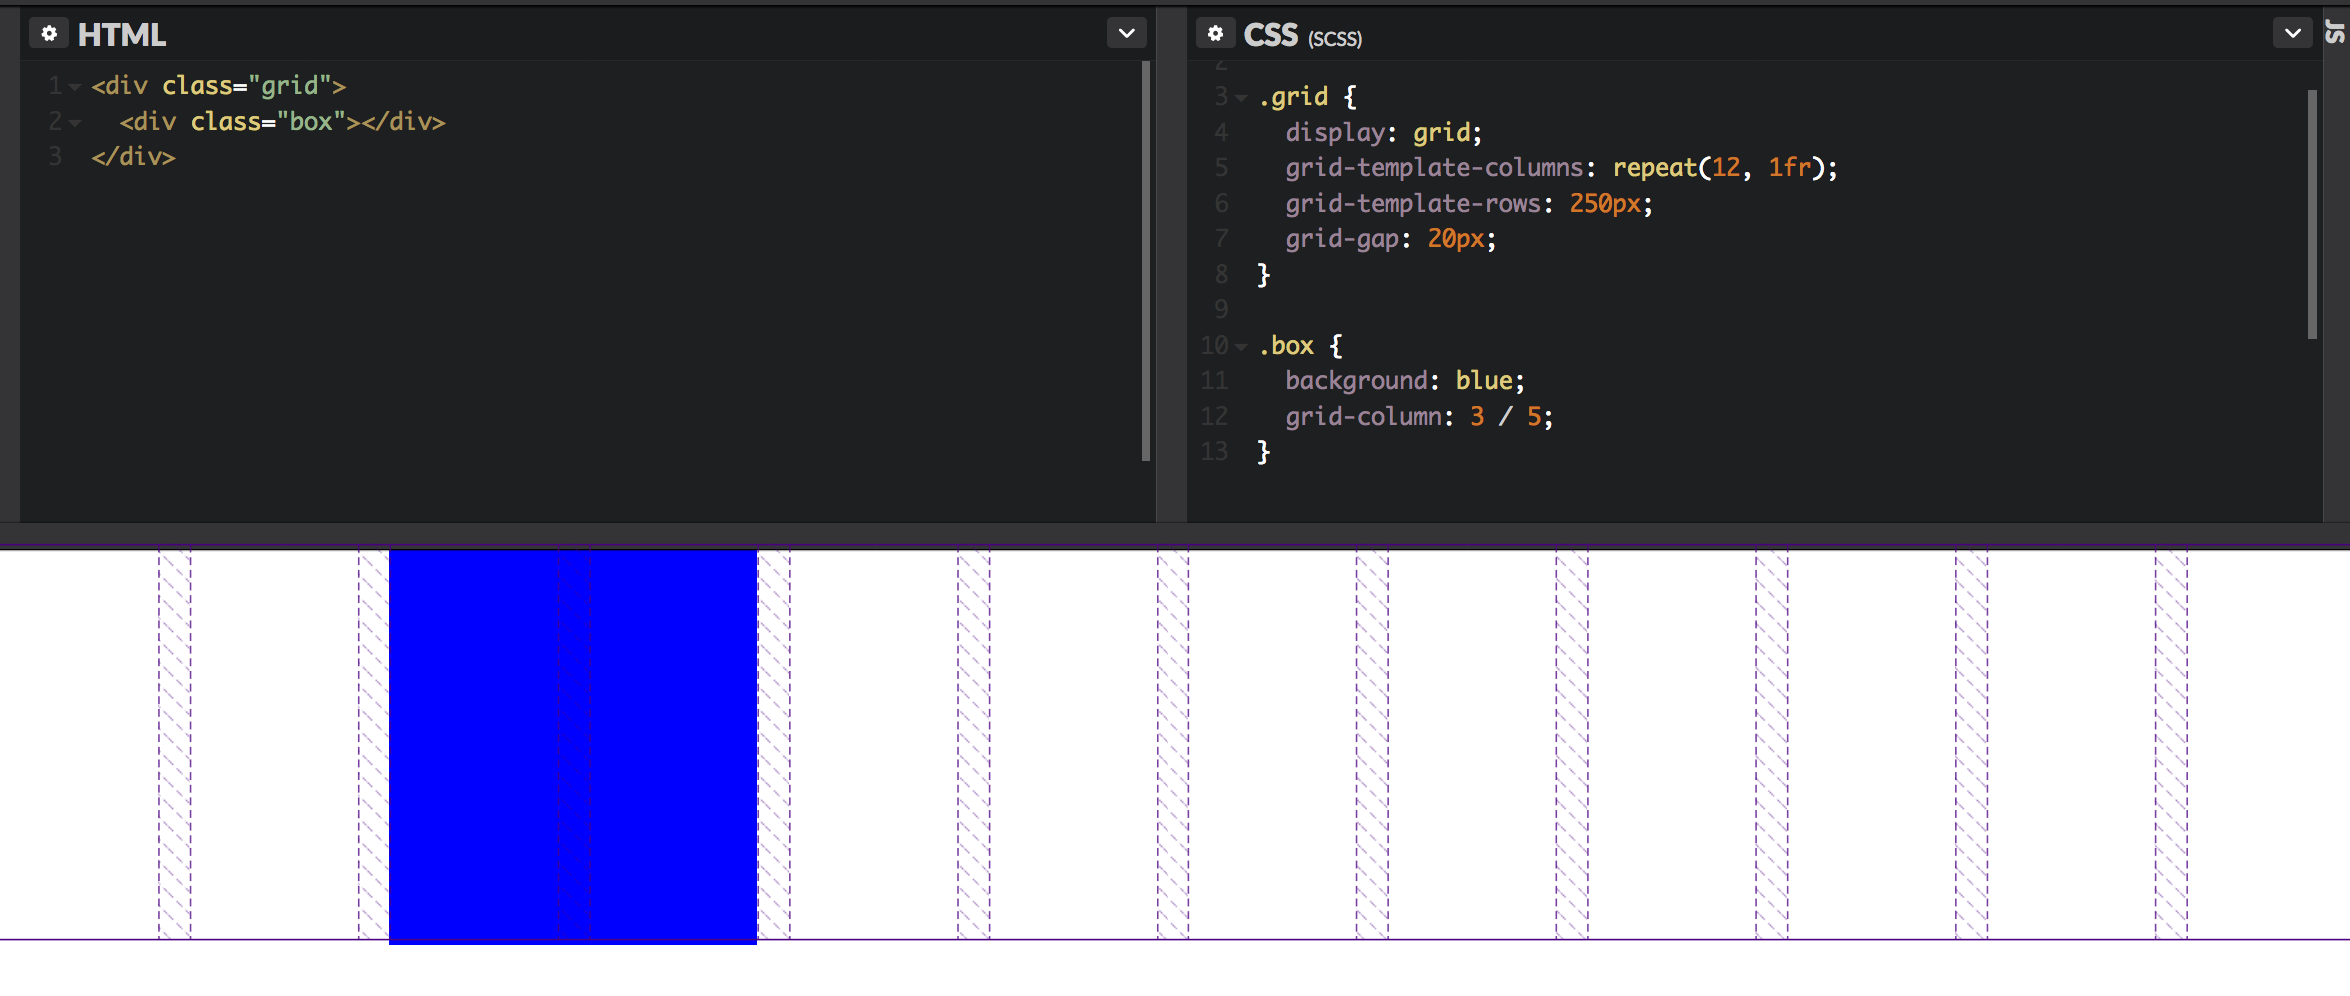 HTML
1 <div class="grid">
2   <div class="box"></div>
3 </div>
CSS (SCSS)
2
3 .grid {
4   display: grid;
5   grid-template-columns: repeat(12, 1fr);
6   grid-template-rows: 250px;
7   grid-gap: 20px;
8 }
9
10 .box {
11   background: blue;
12   grid-column: 3 / 5;
13 }
JS